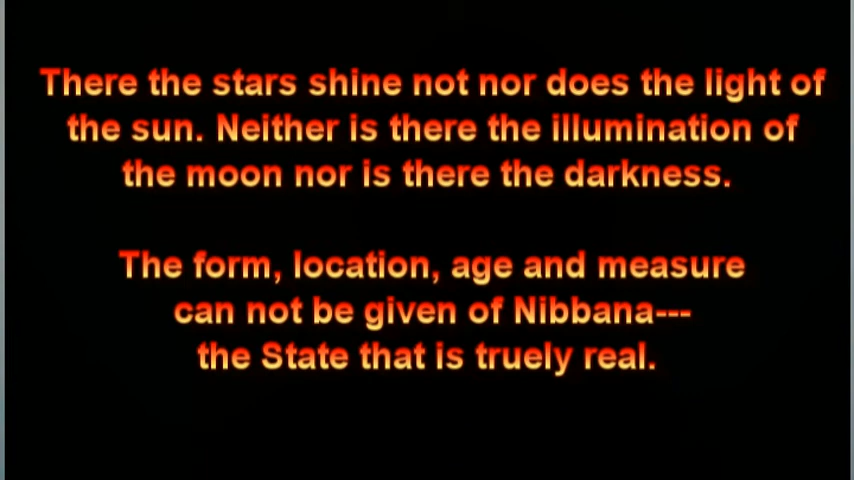 There the stars shine not nor does the light of
the sun. Neither is there the illumination of
the moon nor is there the darkness.
The form, location, age and measure
can not be given of Nibbana---
the State that is truely real.